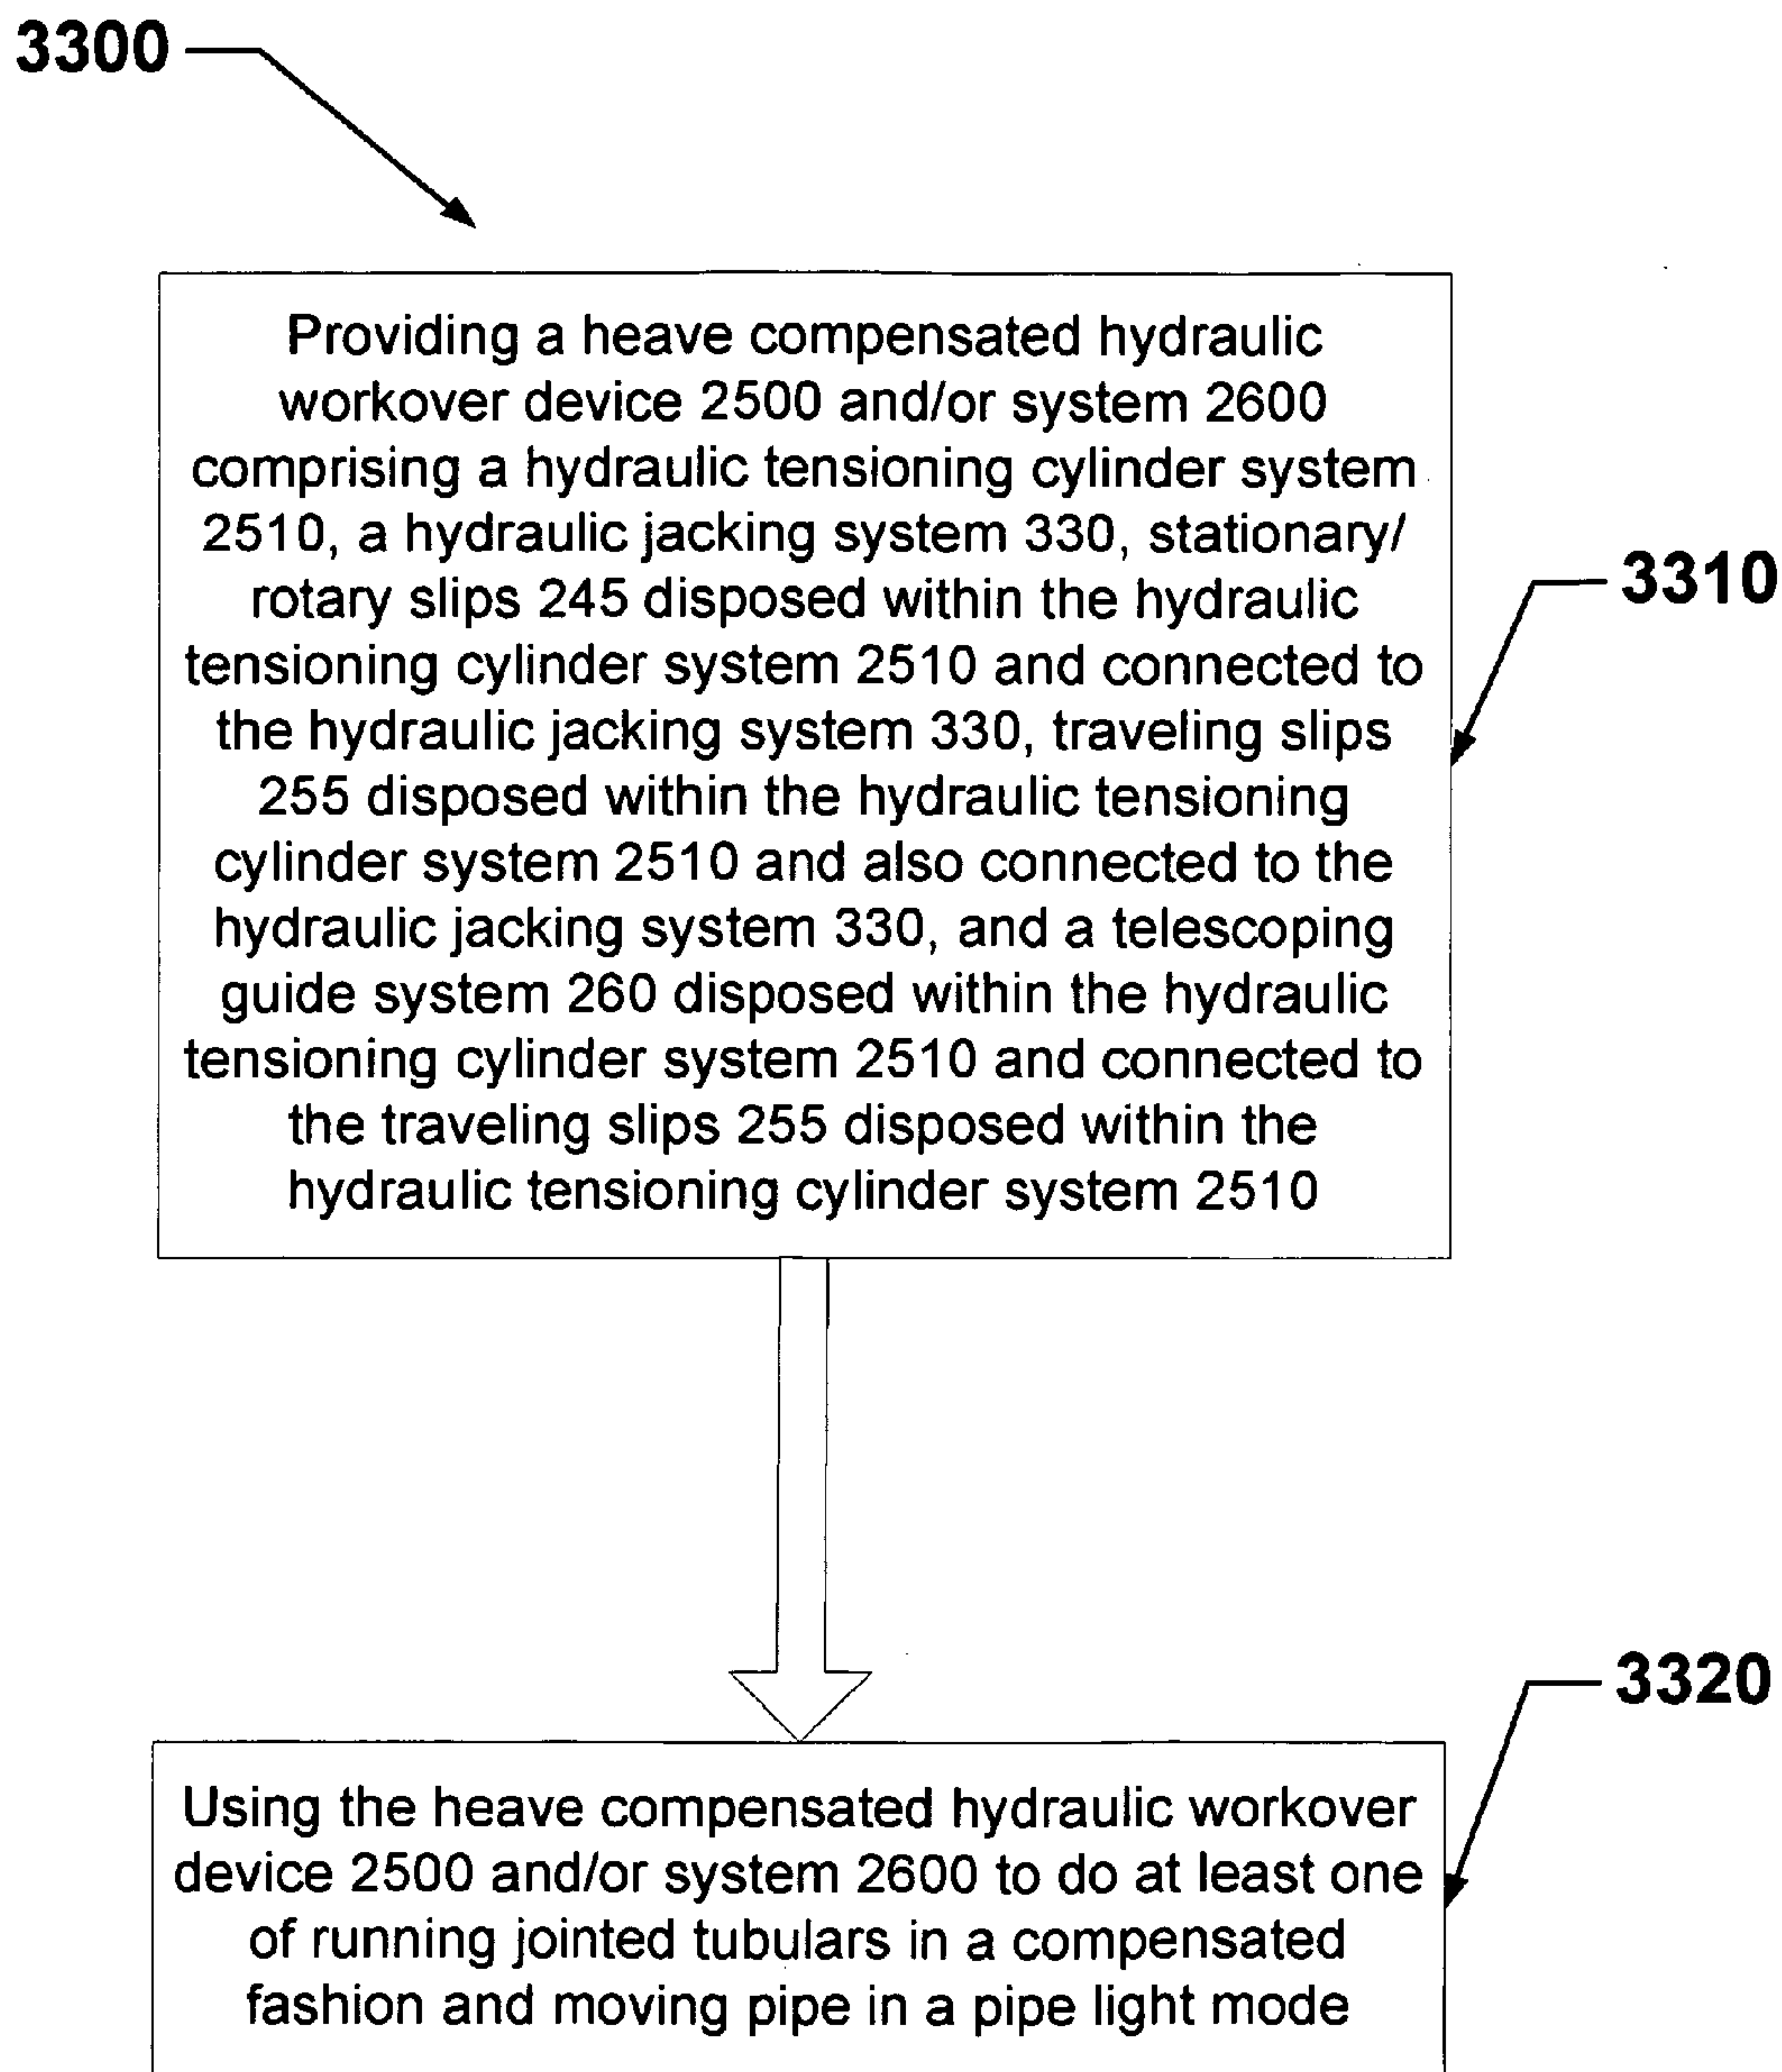 3300
Providing a heave compensated hydraulic
workover device 2500 and/or system 2600
comprising a hydraulic tensioning cylinder system
2510, a hydraulic jacking system 330, stationary/
rotary slips 245 disposed within the hydraulic
tensioning cylinder system 2510 and connected to
the hydraulic jacking system 330, traveling slips
255 disposed within the hydraulic tensioning
cylinder system 2510 and also connected to the
hydraulic jacking system 330, and a telescoping
guide system 260 disposed within the hydraulic
tensioning cylinder system 2510 and connected to
the traveling slips 255 disposed within the
hydraulic tensioning cylinder system 2510
3310
3320
Using the heave compensated hydraulic workover
device 2500 and/or system 2600 to do at least one
of running jointed tubulars in a compensated
fashion and moving pipe in a pipe light mode